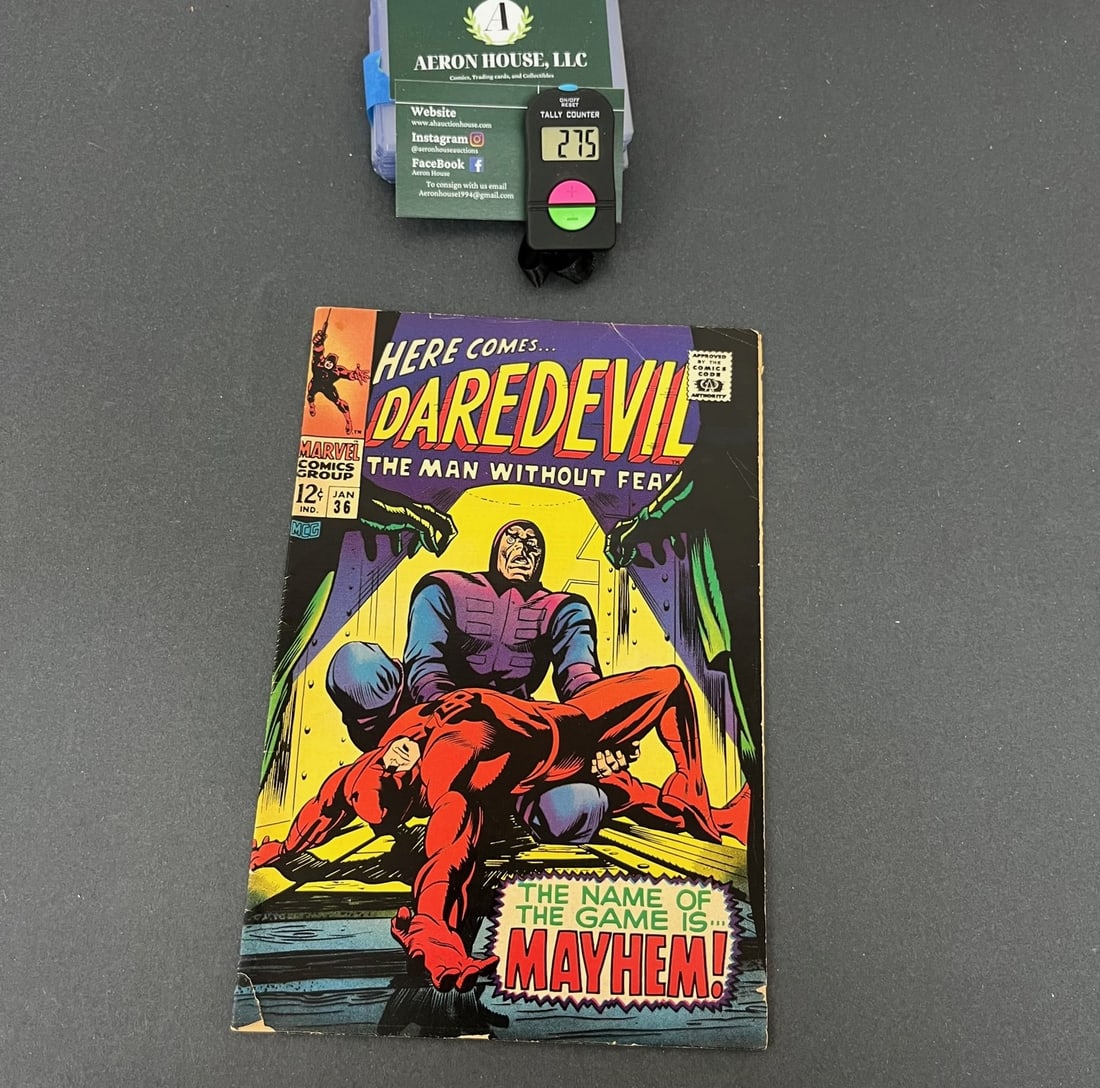 A
AERON HOUSE, LLC
Comics, Trading cards, and Collectibles
Website
www.ahauctionhouse.com
Instagram
@aeronhouseauctions
FaceBook
Aeron House
To consign with us email
Aeronhouse1994@gmail.com
ON/OFF
RESET
TALLY COUNTER
275
HERE COMES...
DAREDEVIL
THE MAN WITHOUT FEAR
MARVEL
COMICS
GROUP
12¢
IND.
JAN
36
MCG
APPROVED
BY THE
COMICS
CODE
CA
AUTHORITY
DD
THE NAME OF
THE GAME IS...
MAYHEM!